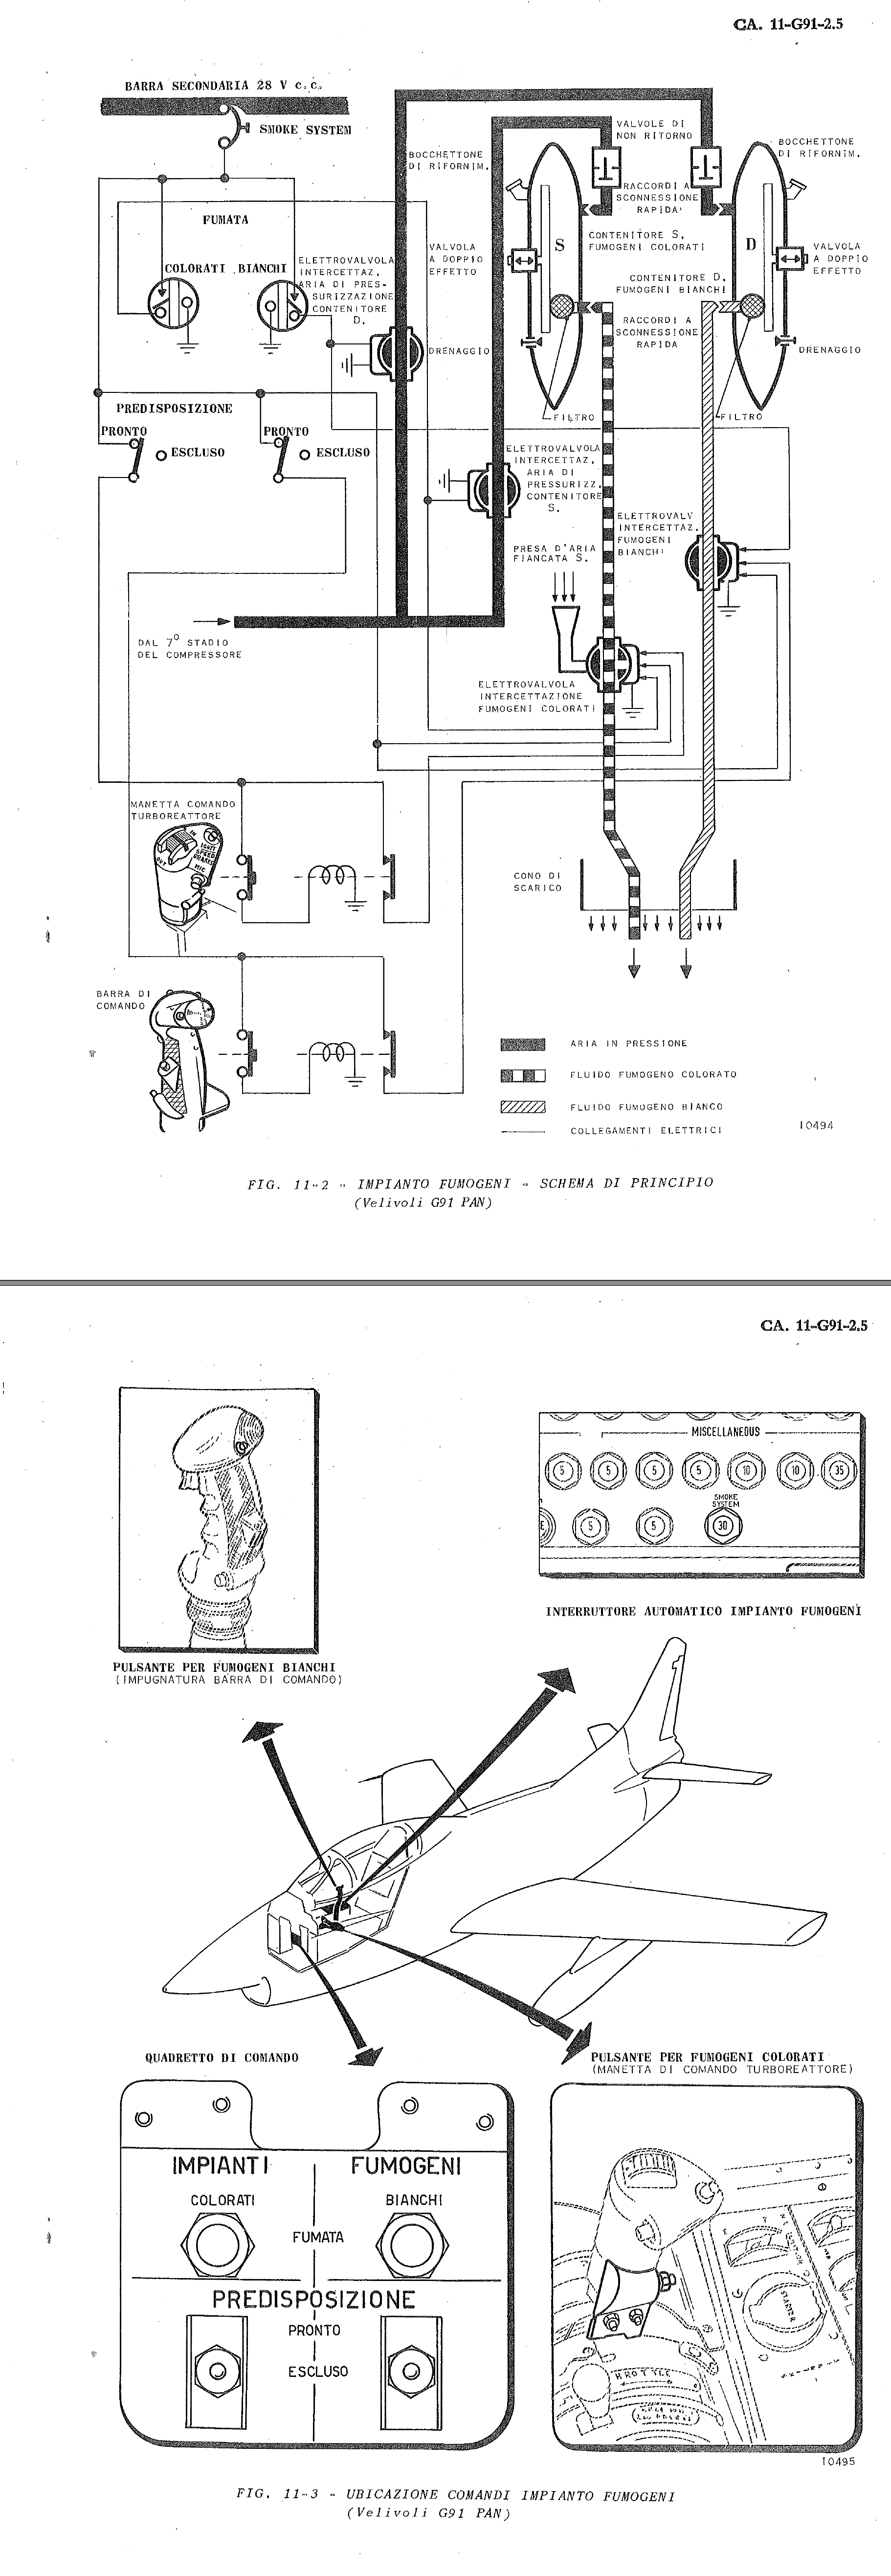 CA. 11-G91-2.5
BARRA SECONDARIA 28 V c.c.
SMOKE SYSTEM
VALVOLE DI
NON RITORNO
BOCCHETTONE
DI RIFORNIM.
BOCCHETTONE
DI RIFORNIM.
RACCORDI A
SCONNESSIONE
RAPIDA
FUMATA
CONTENITORE S.
FUMOGENI COLORATI
S
D
VALVOLA
A DOPPIO
EFFETTO
VALVOLA
A DOPPIO
EFFETTO
COLORATI
BIANCHI
ELETTROVALVOLA
INTERCETTAZ.
ARIA DI PRES-
SURIZZAZIONE
CONTENITORE
D.
CONTENITORE D.
FUMOGENI BIANCHI
RACCORDI A
SCONNESSIONE
RAPIDA
DRENAGGIO
DRENAGGIO
PREDISPOSIZIONE
FILTRO
FILTRO
PRONTO
ESCLUSO
PRONTO
ESCLUSO
ELETTROVALVOLA
INTERCETTAZ.
ARIA DI
PRESSURIZZ.
CONTENITORE
S.
ELETTROVALV
INTERCETTAZ.
FUMOGENI
BIANCHI
PRESA D'ARIA
FIANCATA S.
DAL 7° STADIO
DEL COMPRESSORE
ELETTROVALVOLA
INTERCETTAZIONE
FUMOGENI COLORATI
MANETTA COMANDO
TURBOREATTORE
IN
OUT
SPEED
BRAKES
MIC
CONO DI
SCARICO
BARRA DI
COMANDO
ARIA IN PRESSIONE
FLUIDO FUMOGENO COLORATO
FLUIDO FUMOGENO BIANCO
COLLEGAMENTI ELETTRICI
10494
FIG. 11-2 - IMPIANTO FUMOGENI - SCHEMA DI PRINCIPIO
(Velivoli G91 PAN)
CA. 11-G91-2.5
MISCELLANEOUS
5 5 5 5 10 10 35
SMOKE
SYSTEM
E 5 5 30
INTERRUTTORE AUTOMATICO IMPIANTO FUMOGENI
PULSANTE PER FUMOGENI BIANCHI
(IMPUGNATURA BARRA DI COMANDO)
QUADRETTO DI COMANDO
PULSANTE PER FUMOGENI COLORATI
(MANETTA DI COMANDO TURBOREATTORE)
IMPIANTI FUMOGENI
COLORATI
BIANCHI
FUMATA
PREDISPOSIZIONE
PRONTO
ESCLUSO
STARTER
10495
FIG. 11-3 - UBICAZIONE COMANDI IMPIANTO FUMOGENI
(Velivoli G91 PAN)